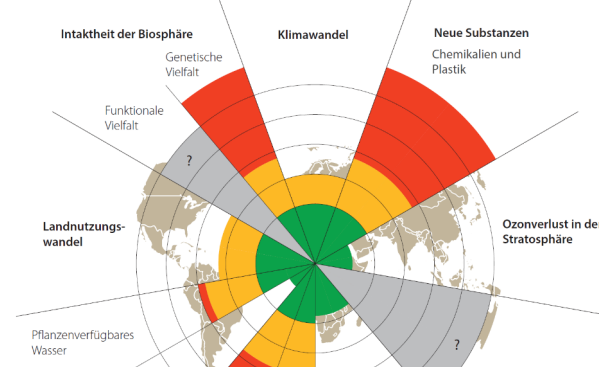 Intaktheit der Biosphäre
Klimawandel
Neue Substanzen
Genetische
Vielfalt
Chemikalien und
Plastik
Funktionale
Vielfalt
?
Landnutzungs-
wandel
Ozonverlust in de
Stratosphäre
Pflanzenverfügbares
Wasser
?